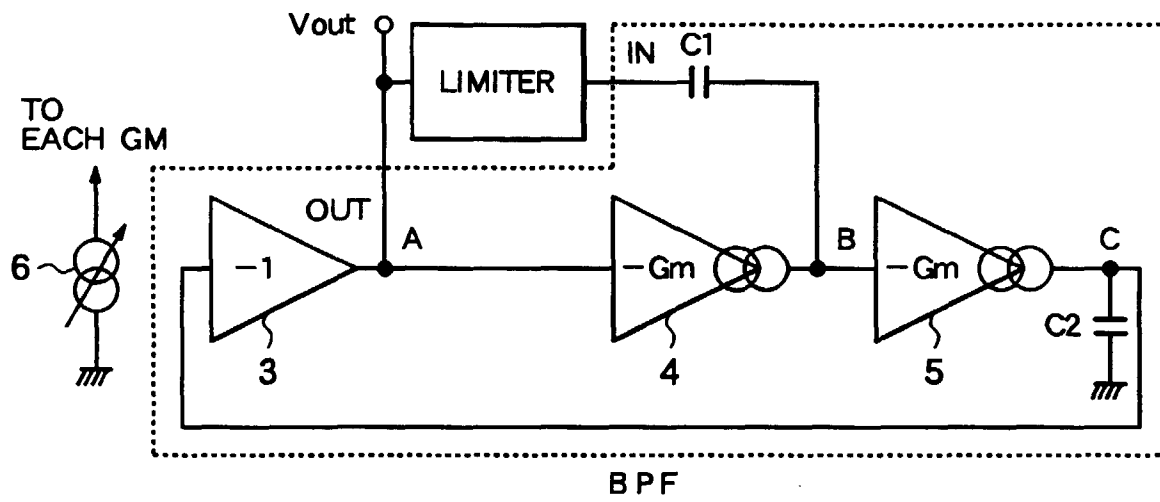 Vout
LIMITER
IN
C1
TO
EACH GM
OUT
A
B
C
6
-1
-Gm
-Gm
C2
3
4
5
BPF